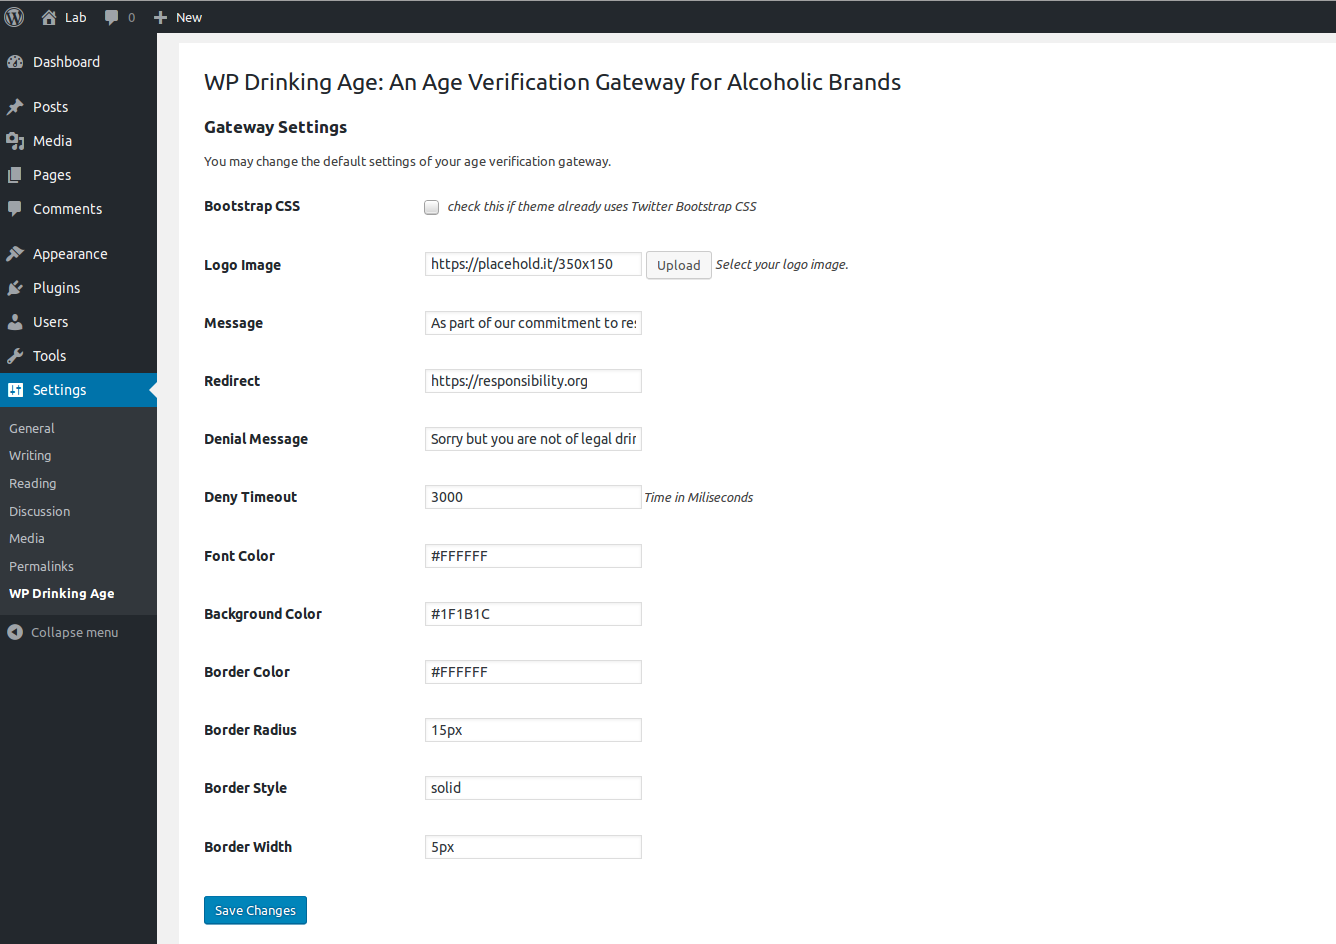 Lab 0 New
Dashboard
Posts
Media
Pages
Comments
Appearance
Plugins
Users
Tools
Settings
General
Writing
Reading
Discussion
Media
Permalinks
WP Drinking Age
Collapse menu
WP Drinking Age: An Age Verification Gateway for Alcoholic Brands
Gateway Settings
You may change the default settings of your age verification gateway.
Bootstrap CSS check this if theme already uses Twitter Bootstrap CSS
Logo Image https://placehold.it/350x150 Upload Select your logo image.
Message As part of our commitment to res
Redirect https://responsibility.org
Denial Message Sorry but you are not of legal drin
Deny Timeout 3000 Time in Miliseconds
Font Color #FFFFFF
Background Color #1F1B1C
Border Color #FFFFFF
Border Radius 15px
Border Style solid
Border Width 5px
Save Changes